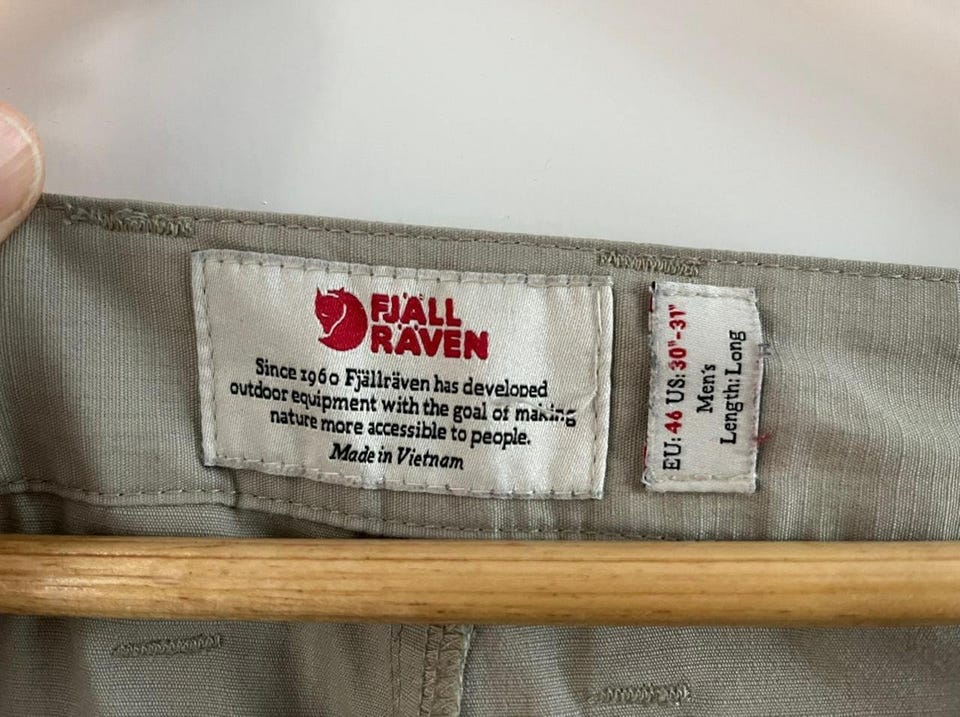 FJÄLL
RÄVEN
Since 1960 Fjällräven has developed
outdoor equipment with the goal of making
nature more accessible to people.
Made in Vietnam
EU: 46 US: 30"-31"
Men's
Length: Long